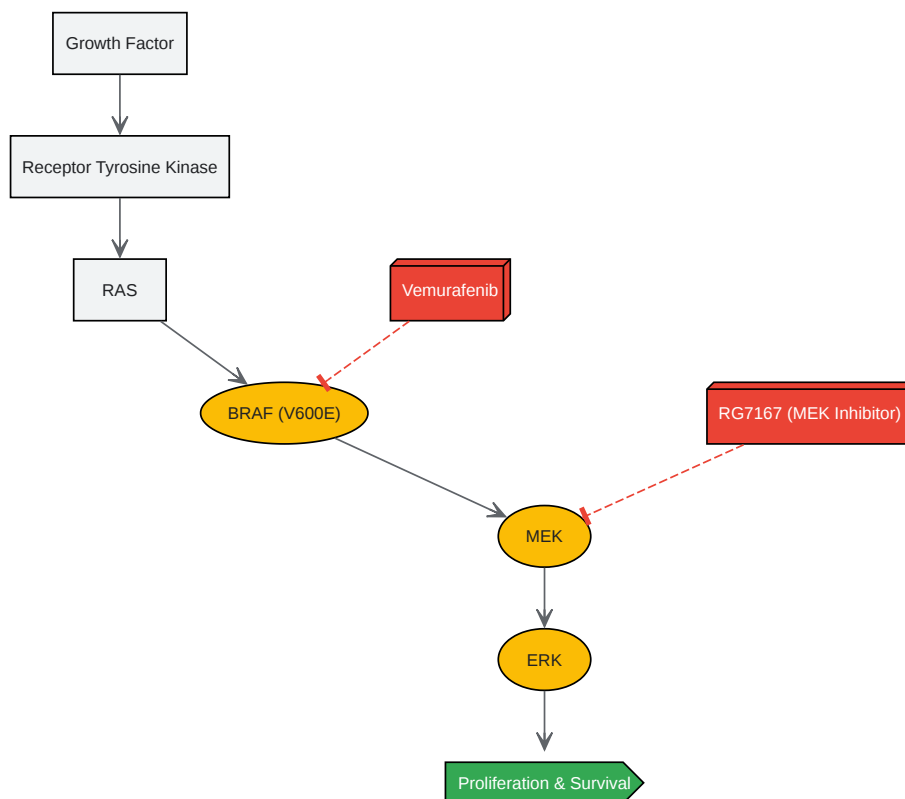 Growth Factor
Receptor Tyrosine Kinase
RAS
Vemurafenib
BRAF (V600E)
RG7167 (MEK Inhibitor)
MEK
ERK
Proliferation & Survival